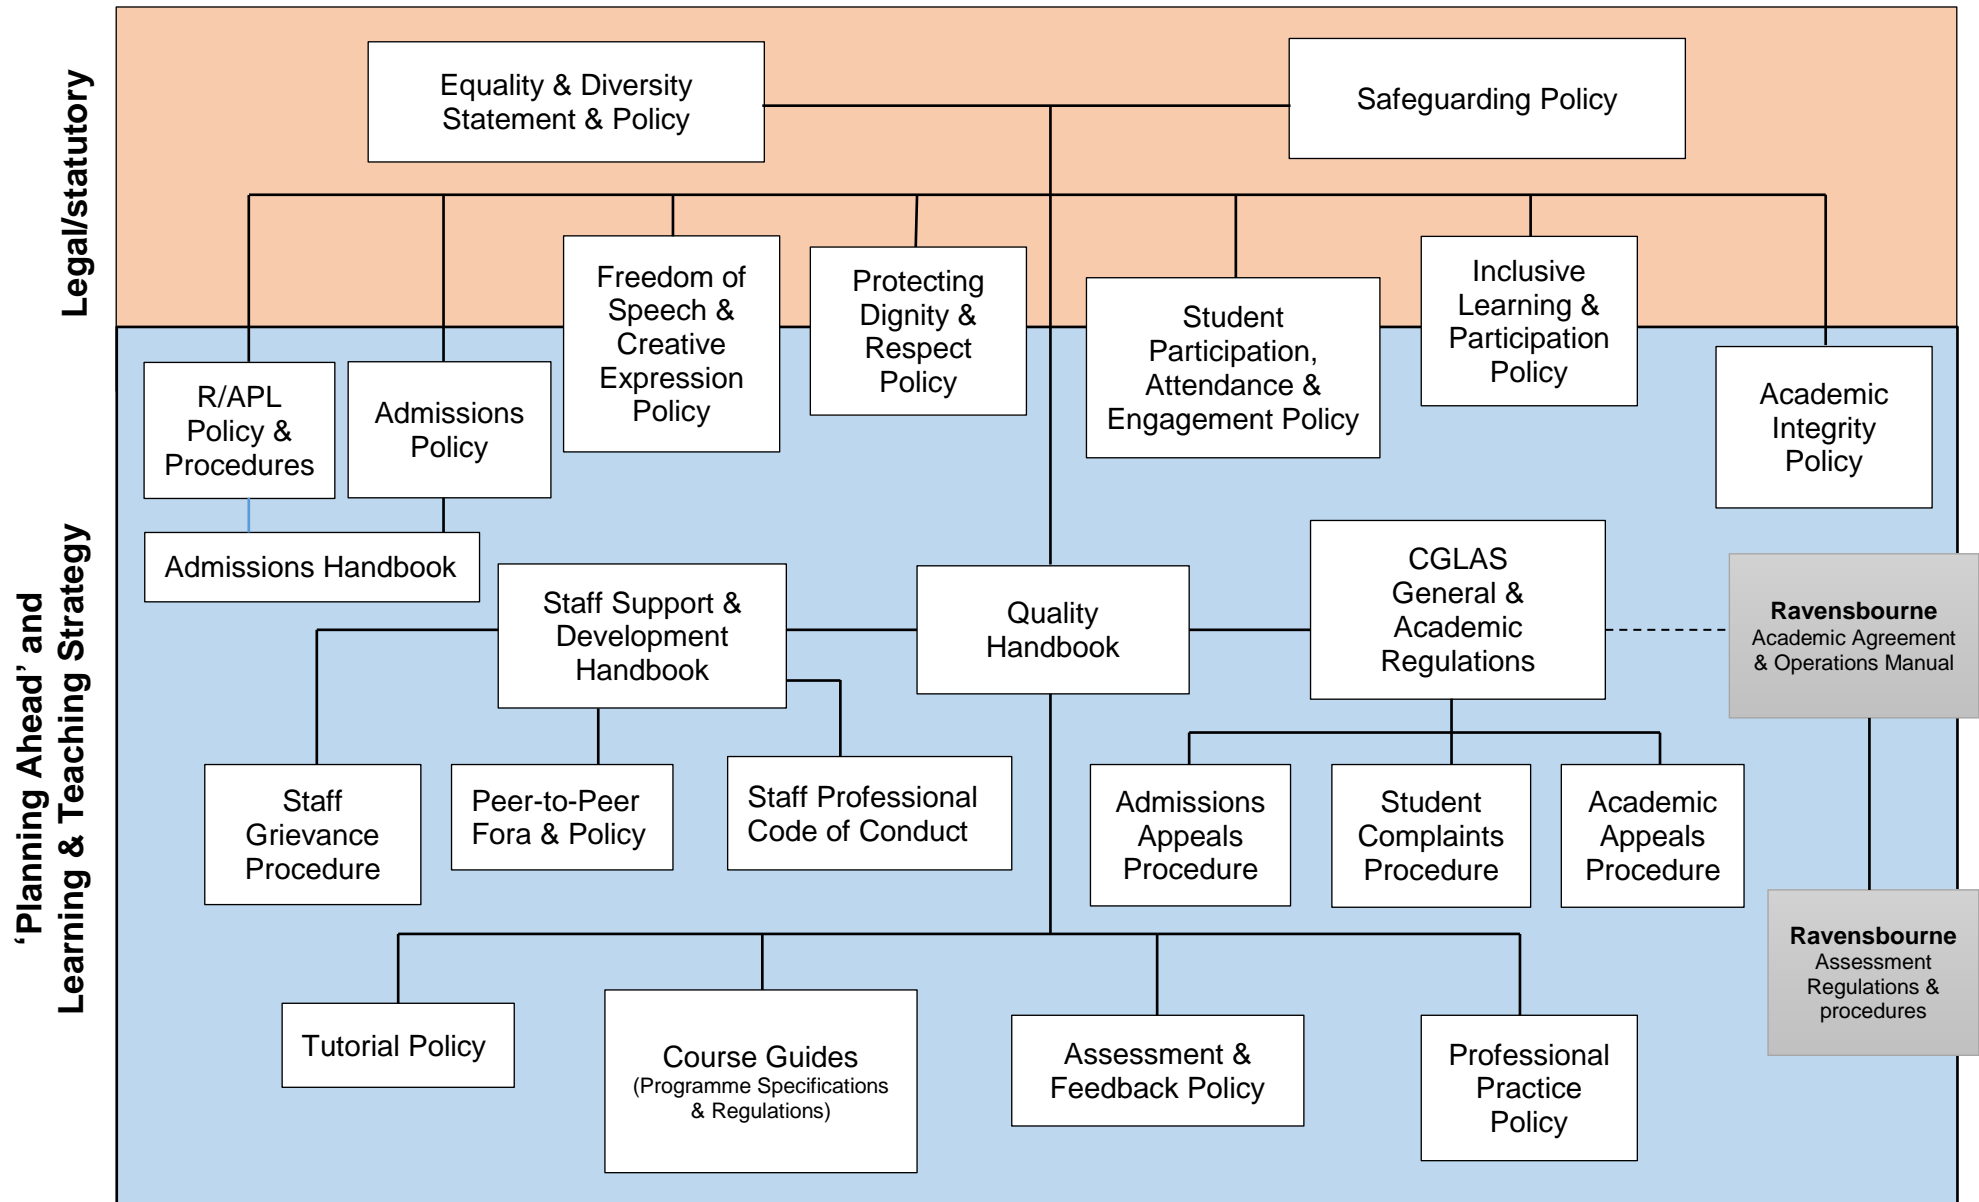 Legal/statutory
Equality & Diversity
Statement & Policy
Safeguarding Policy
Freedom of
Speech &
Creative
Expression
Policy
Protecting
Dignity &
Respect
Policy
Student
Participation,
Attendance &
Engagement Policy
Inclusive
Learning &
Participation
Policy
R/APL
Policy &
Procedures
Admissions
Policy
Academic
Integrity
Policy
Admissions Handbook
‘Planning Ahead’ and
Learning & Teaching Strategy
Staff Support &
Development
Handbook
Quality
Handbook
CGLAS
General &
Academic
Regulations
Ravensbourne
Academic Agreement
& Operations Manual
Staff
Grievance
Procedure
Peer-to-Peer
Fora & Policy
Staff Professional
Code of Conduct
Admissions
Appeals
Procedure
Student
Complaints
Procedure
Academic
Appeals
Procedure
Ravensbourne
Assessment
Regulations &
procedures
Tutorial Policy
Course Guides
(Programme Specifications
& Regulations)
Assessment &
Feedback Policy
Professional
Practice
Policy